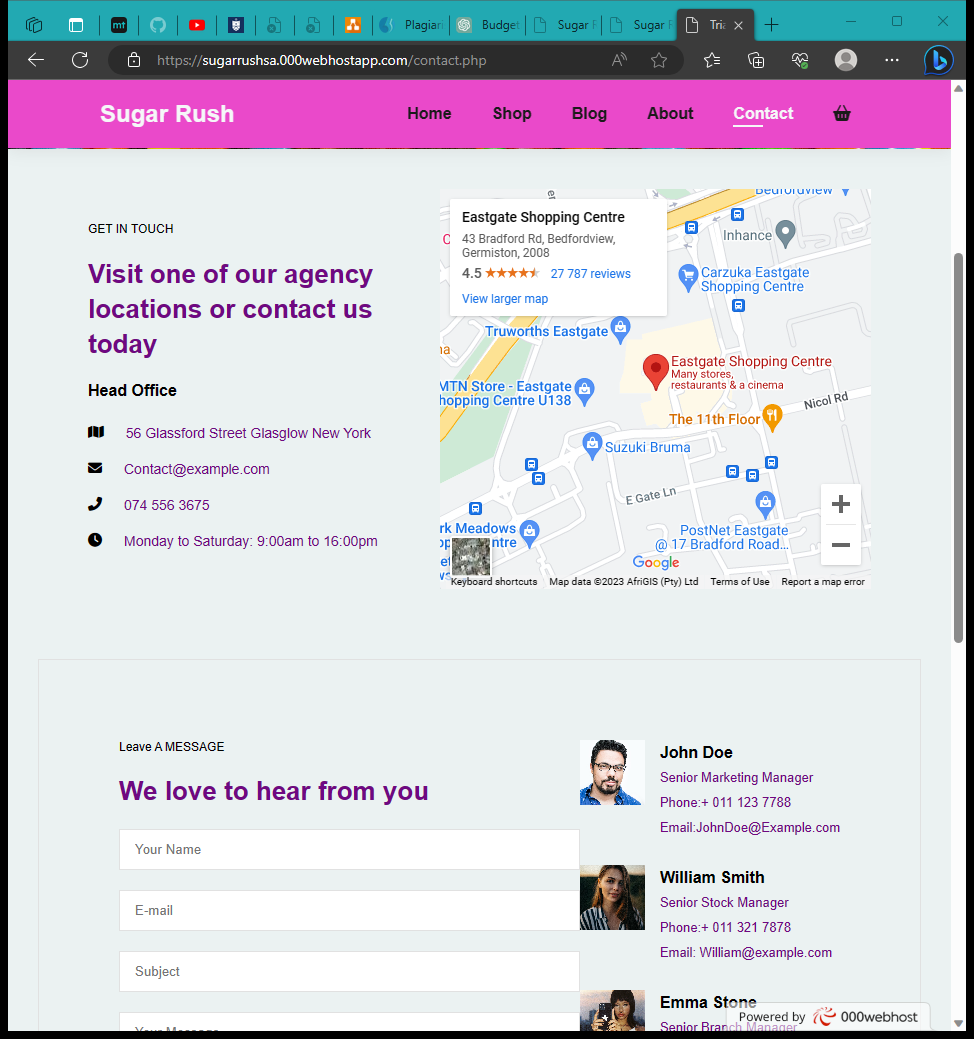 Plagiari
Budget
Sugar R
Sugar R
Tria
https://sugarrushsa.000webhostapp.com/contact.php
Sugar Rush
Home
Shop
Blog
About
Contact
GET IN TOUCH
Visit one of our agency
locations or contact us
today
Head Office
56 Glassford Street Glasglow New York
Contact@example.com
074 556 3675
Monday to Saturday: 9:00am to 16:00pm
Eastgate Shopping Centre
43 Bradford Rd, Bedfordview,
Germiston, 2008
4.5
27 787 reviews
View larger map
Bedfordview
Inhance
Carzuka Eastgate
Shopping Centre
Truworths Eastgate
Eastgate Shopping Centre
Many stores,
restaurants & a cinema
MTN Store - Eastgate
hopping Centre U138
Nicol Rd
The 11th Floor
Suzuki Bruma
E Gate Ln
rk Meadows
opp
ntre
PostNet Eastgate
@ 17 Bradford Road...
Google
Keyboard shortcuts
Map data ©2023 AfriGIS (Pty) Ltd
Terms of Use
Report a map error
Leave A MESSAGE
We love to hear from you
Your Name
E-mail
Subject
Your Message
John Doe
Senior Marketing Manager
Phone:+ 011 123 7788
Email:JohnDoe@Example.com
William Smith
Senior Stock Manager
Phone:+ 011 321 7878
Email: William@example.com
Emma Stone
Senior Branch Manager
Powered by 000webhost